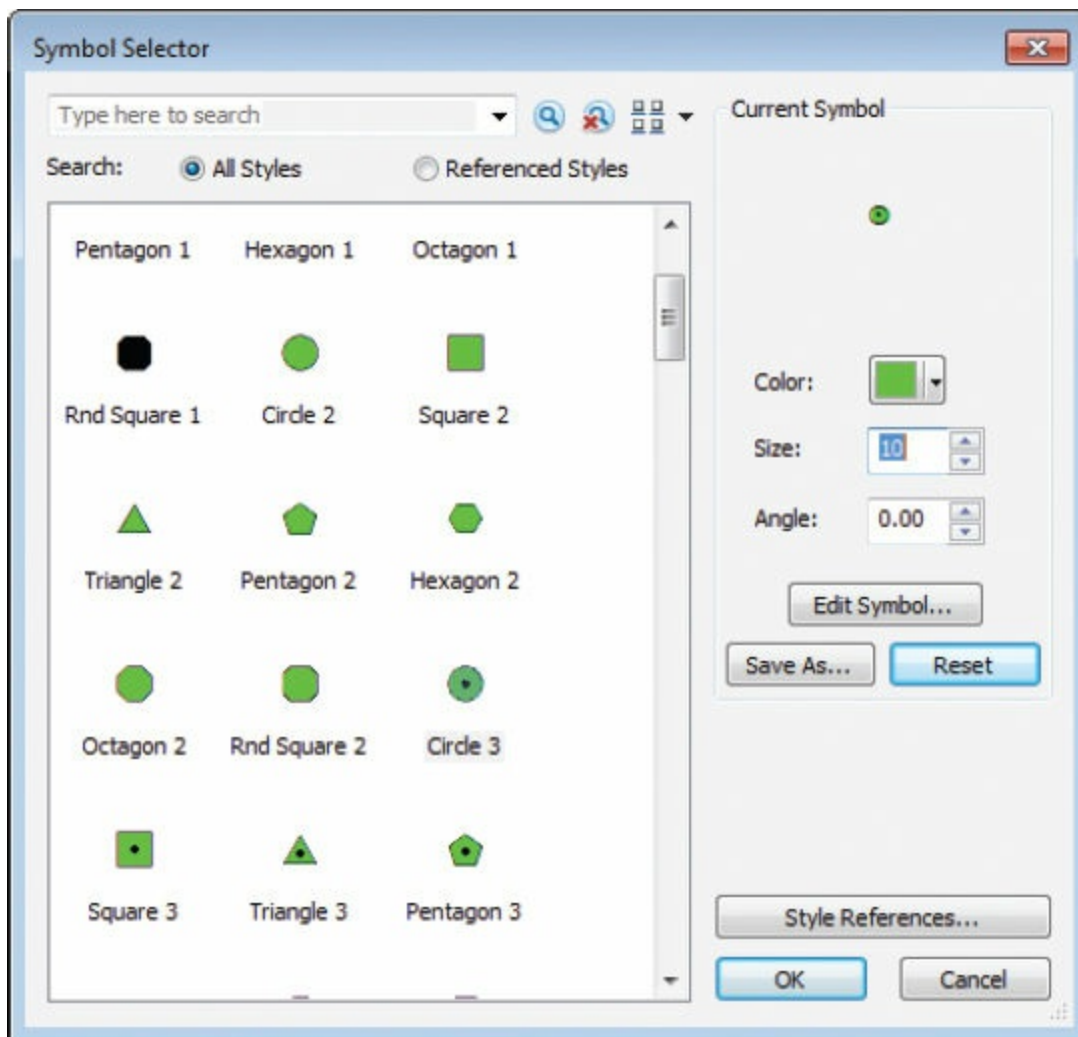 Symbol Selector
Type here to search
Search: All Styles Referenced Styles
Pentagon 1 Hexagon 1 Octagon 1
Rnd Square 1 Circle 2 Square 2
Triangle 2 Pentagon 2 Hexagon 2
Octagon 2 Rnd Square 2 Circle 3
Square 3 Triangle 3 Pentagon 3
Current Symbol
Color:
Size: 10
Angle: 0.00
Edit Symbol...
Save As... Reset
Style References...
OK Cancel